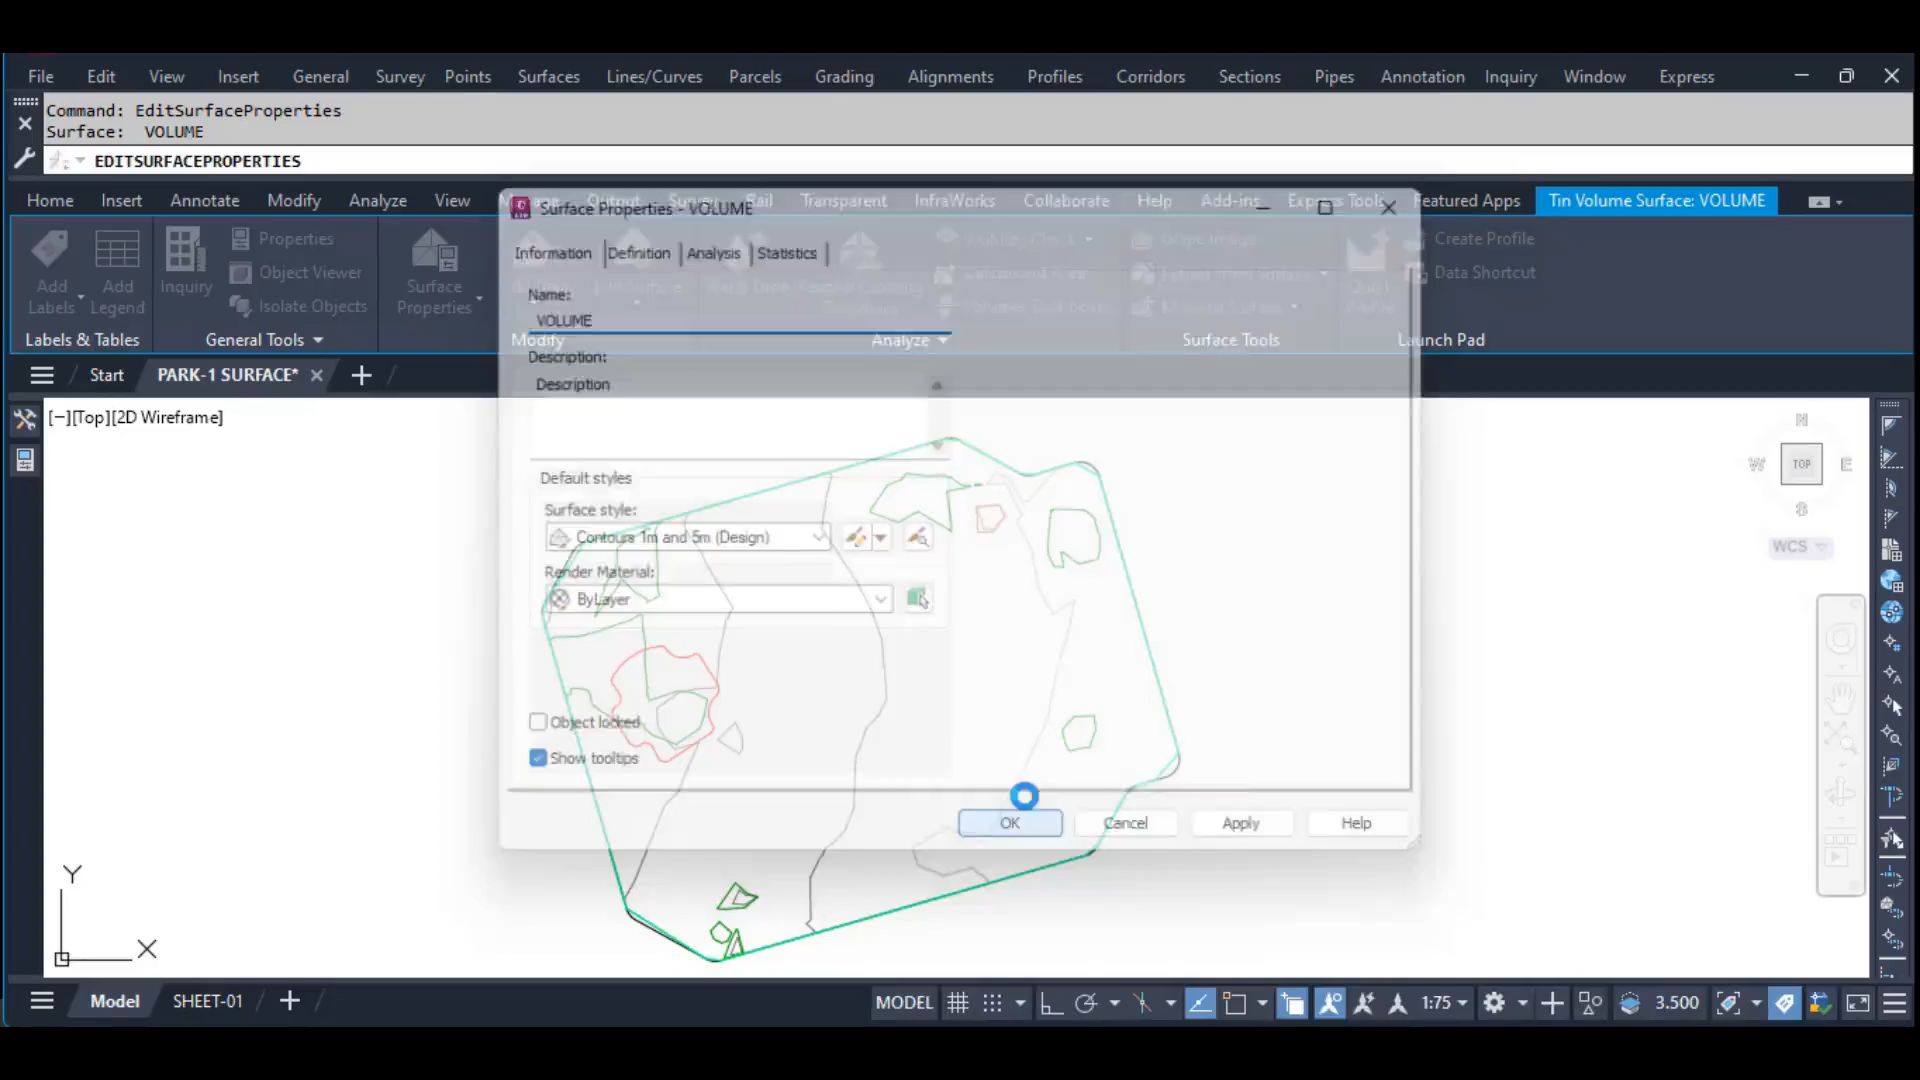 File Edit View Insert General Survey Points Surfaces Lines/Curves Parcels Grading Alignments Profiles Corridors Sections Pipes Annotation Inquiry Window Express
Command: EditSurfaceProperties
Surface: VOLUME
EDITSURFACEPROPERTIES
Home Insert Annotate Modify Analyze View Manage Output Survey Rail Transparent InfraWorks Collaborate Help Add-ins Express Tools Featured Apps Tin Volume Surface: VOLUME
Surface Properties - VOLUME
Properties
Create Profile
Information Definition Analysis Statistics
Object Viewer
Data Shortcut
Add Labels
Add Legend
Inquiry
Surface Properties
Isolate Objects
Name:
VOLUME
Labels & Tables General Tools Modify Analyze Surface Tools Launch Pad
Description:
Description
Start PARK-1 SURFACE*
[−][Top][2D Wireframe]
N
W TOP E
S
WCS
Default styles
Surface style:
Contours 1m and 5m (Design)
Render Material:
ByLayer
Object locked
Show tooltips
OK Cancel Apply Help
Y
X
Model SHEET-01
MODEL 1:75 3.500